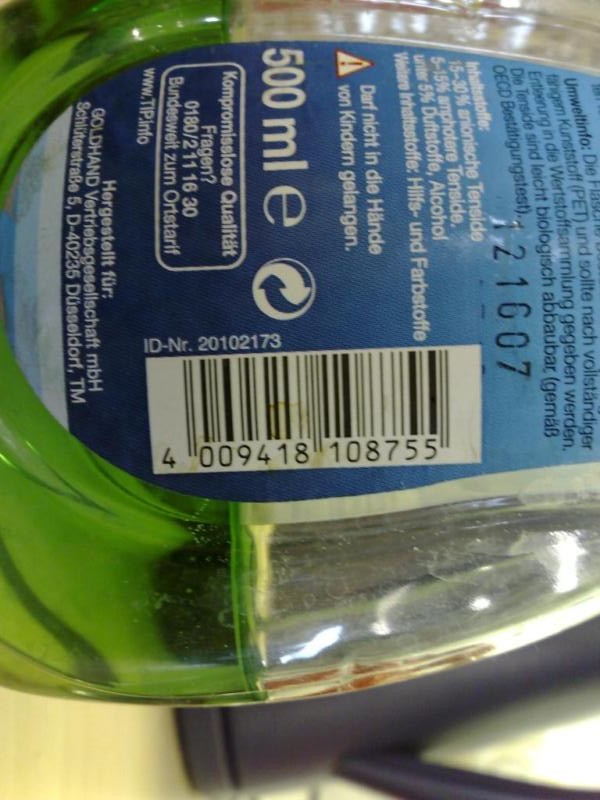 Umweltinfo: Die Flasche
fähigem Kunststoff (PET) und sollte nach vollständiger
Entleerung in die Wertstoffsammlung gegeben werden.
Die Tenside sind leicht biologisch abbaubar, (gemäß
OECD Bestätigungstest).
121607
Inhaltsstoffe:
15-30% anionische Tenside
5-15% amphotere Tenside,
unter 5% Duftstoffe, Alcohol
Weitere Inhaltsstoffe: Hilfs- und Farbstoffe
Darf nicht in die Hände
von Kindern gelangen.
500 ml e
Kompromisslose Qualität
Fragen?
0180/2 11 16 30
Bundesweit zum Ortstarif
www.TIP.info
Hergestellt für:
GOLDHAND Vertriebsgesellschaft mbH
Schlüterstraße 5, D-40235 Düsseldorf, TM
ID-Nr. 20102173
4 009418 108755